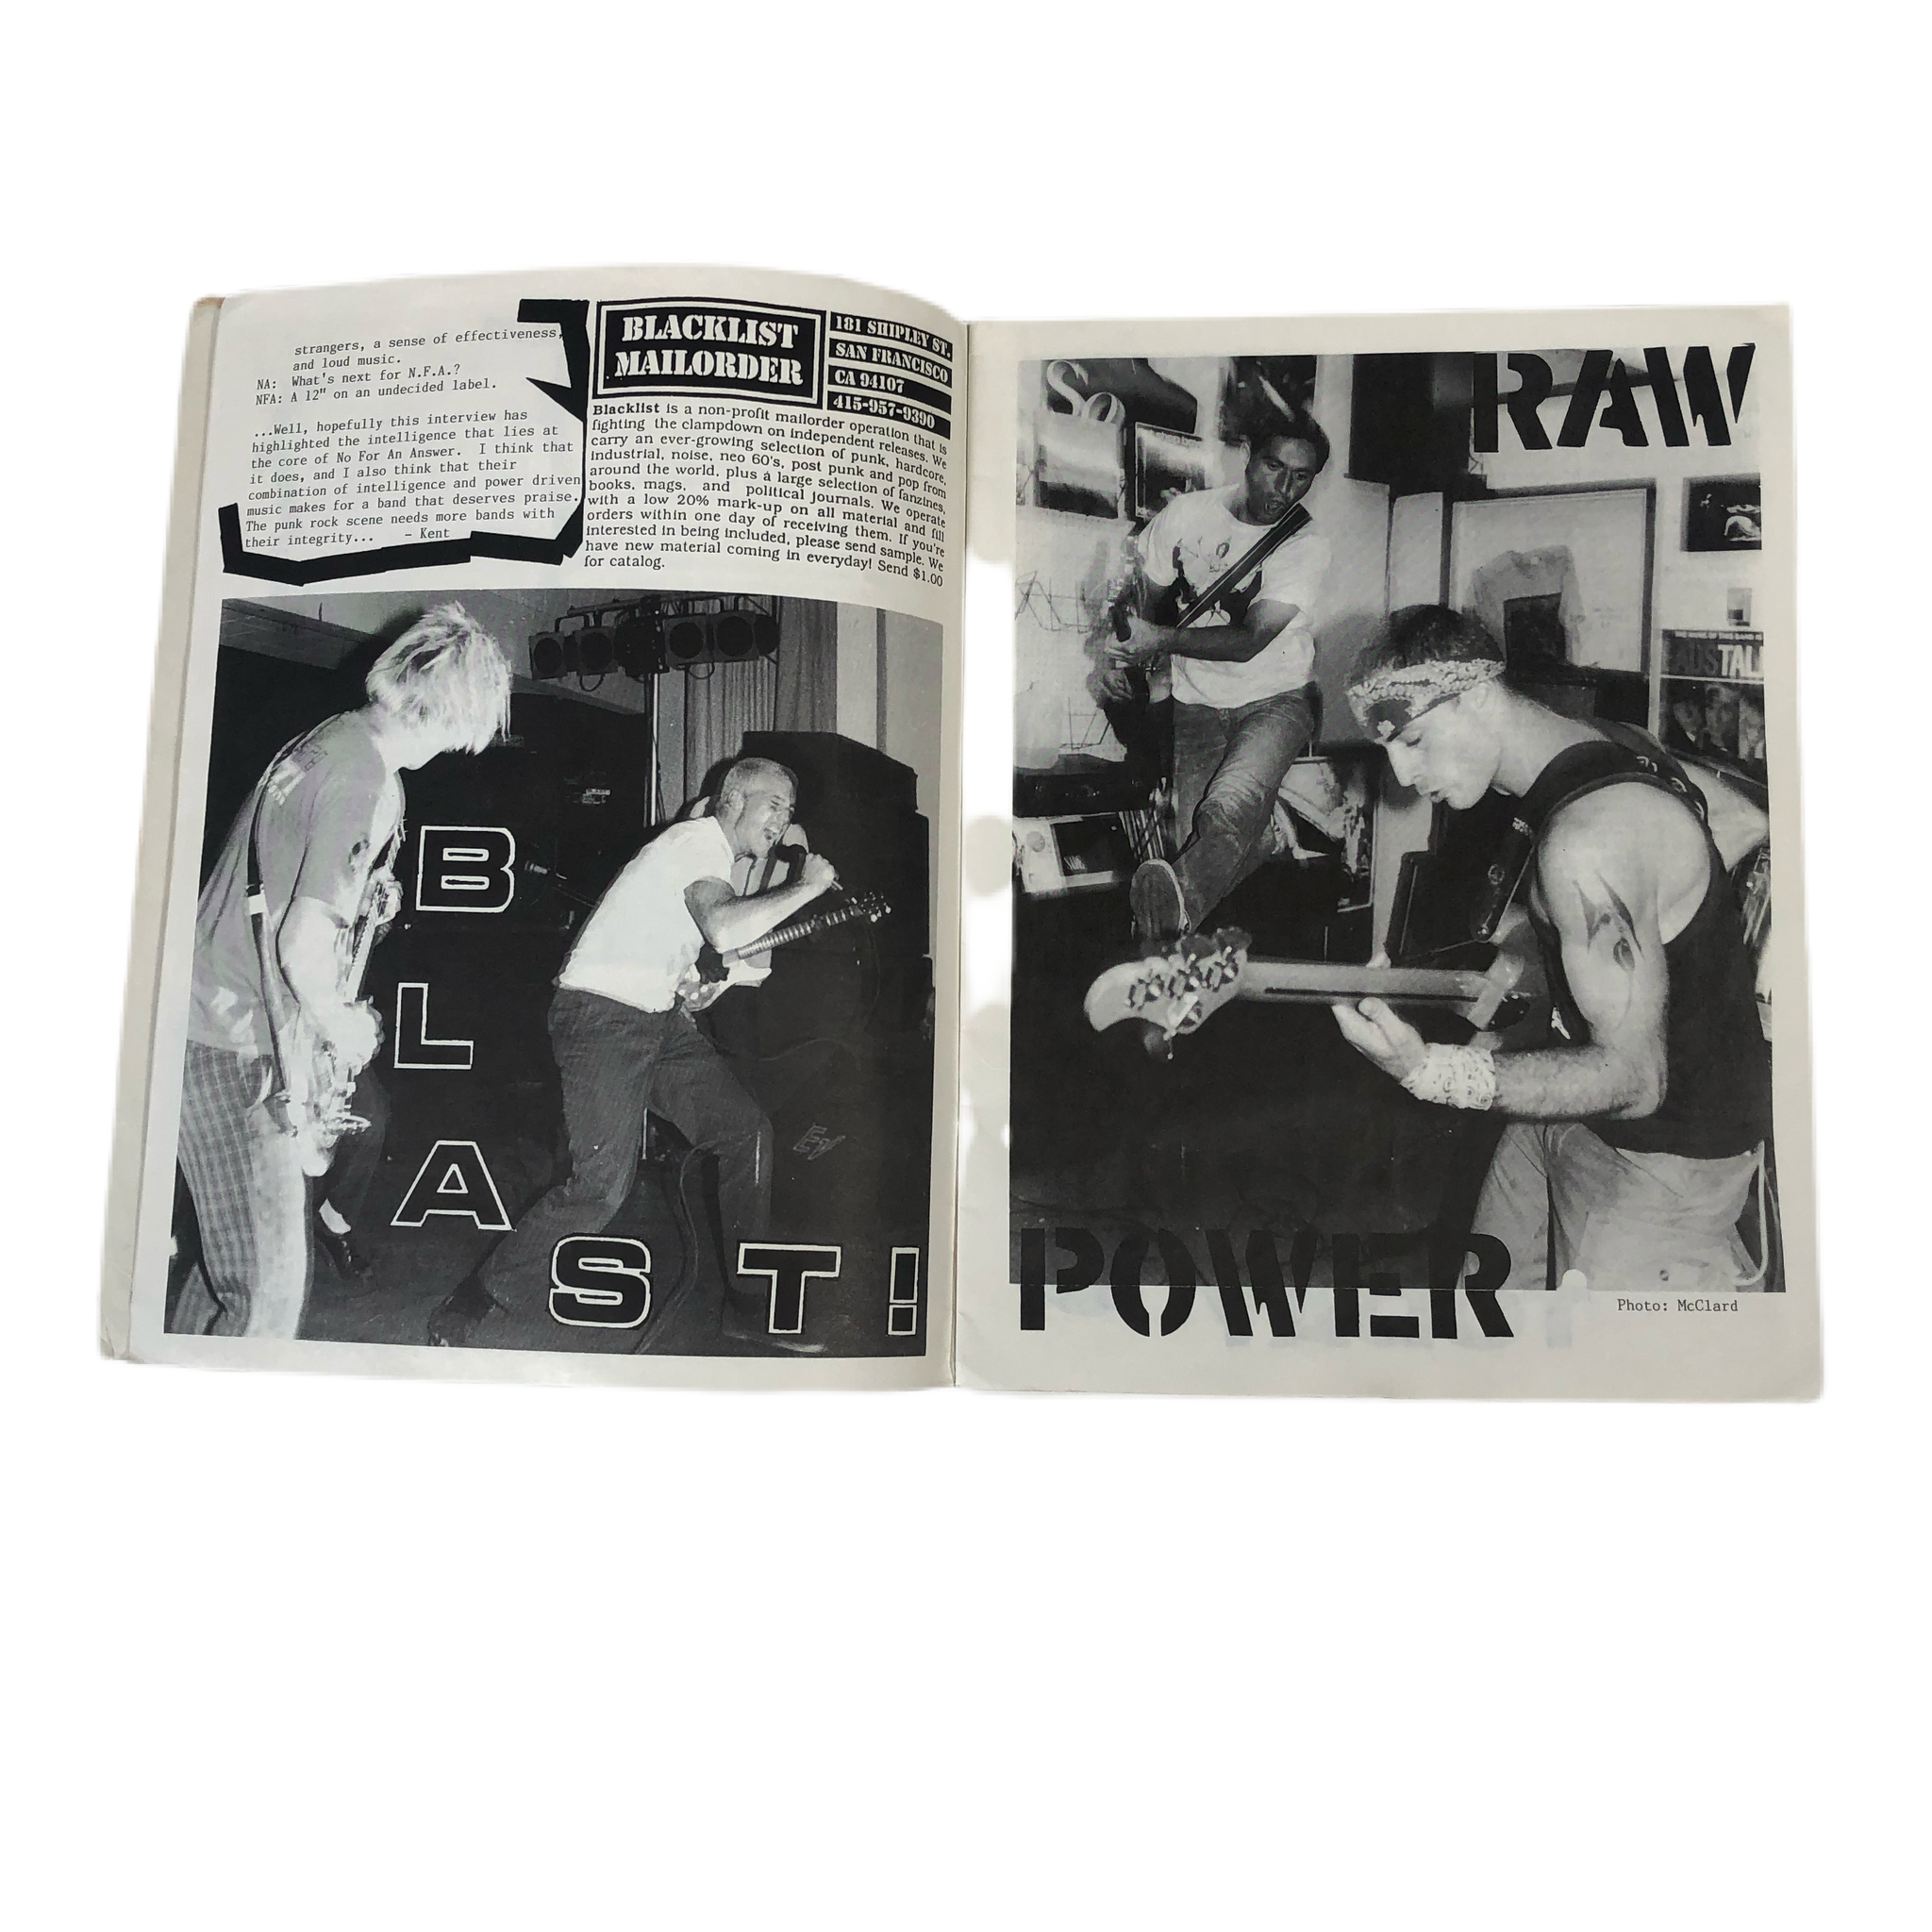 strangers, a sense of effectiveness,
and loud music.
NA: What's next for N.F.A.?
NFA: A 12" on an undecided label.
...Well, hopefully this interview has
highlighted the intelligence that lies at
the core of No For An Answer. I think that
it does, and I also think that their
combination of intelligence and power driven
music makes for a band that deserves praise.
The punk rock scene needs more bands with
their integrity... - Kent
BLACKLIST
MAILORDER
181 SHIPLEY ST.
SAN FRANCISCO
CA 94107
415-957-9390
Blacklist is a non-profit mailorder operation that is
fighting the clampdown on independent releases. We
carry an ever-growing selection of punk, hardcore,
industrial, noise, neo 60's, post punk and pop from
around the world, plus a large selection of fanzines,
books, mags, and political journals. We operate
with a low 20% mark-up on all material and fill
orders within one day of receiving them. If you're
interested in being included, please send sample. We
have new material coming in everyday! Send $1.00
for catalog.
B
L
A
S T !
RAW
So
TAL
POWER
Photo: McClard